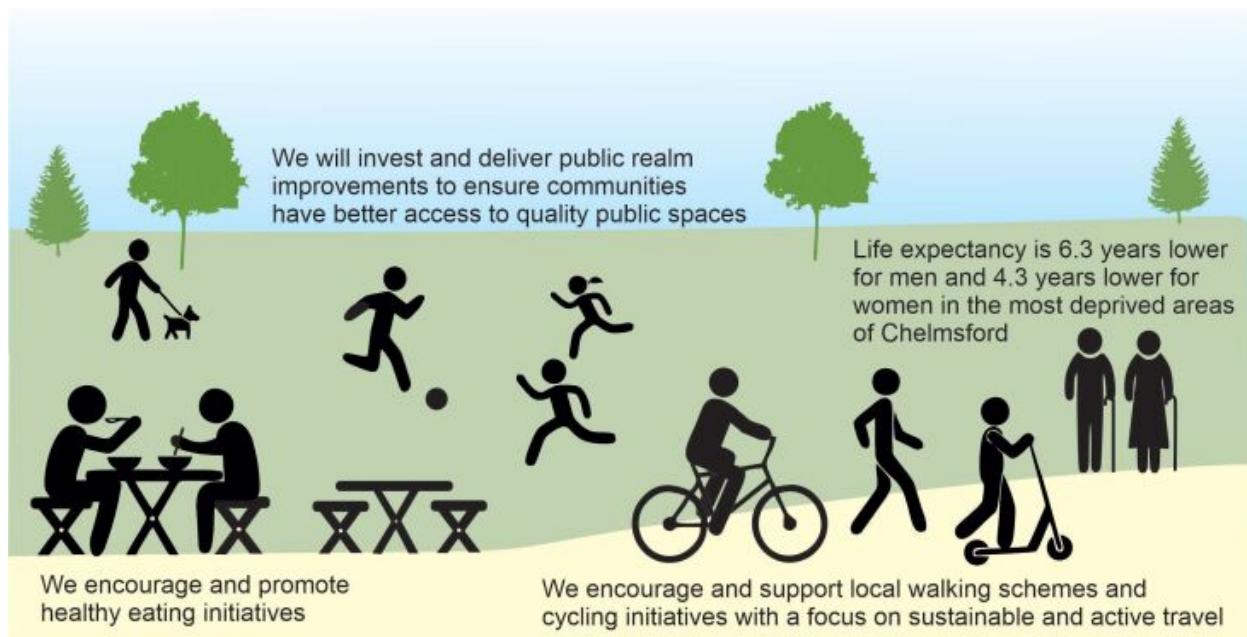 We will invest and deliver public realm
improvements to ensure communities
have better access to quality public spaces
Life expectancy is 6.3 years lower
for men and 4.3 years lower for
women in the most deprived areas
of Chelmsford
We encourage and promote
healthy eating initiatives
We encourage and support local walking schemes and
cycling initiatives with a focus on sustainable and active travel